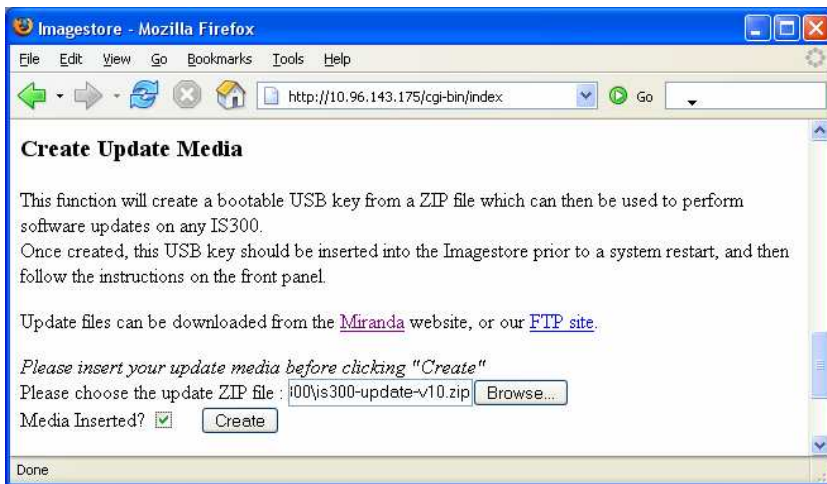 Imagestore - Mozilla Firefox
File Edit View Go Bookmarks Tools Help
http://10.96.143.175/cgi-bin/index Go
Create Update Media
This function will create a bootable USB key from a ZIP file which can then be used to perform
software updates on any IS300.
Once created, this USB key should be inserted into the Imagestore prior to a system restart, and then
follow the instructions on the front panel.
Update files can be downloaded from the Miranda website, or our FTP site.
Please insert your update media before clicking "Create"
Please choose the update ZIP file : 300\is300-update-v10.zip Browse...
Media Inserted? Create
Done